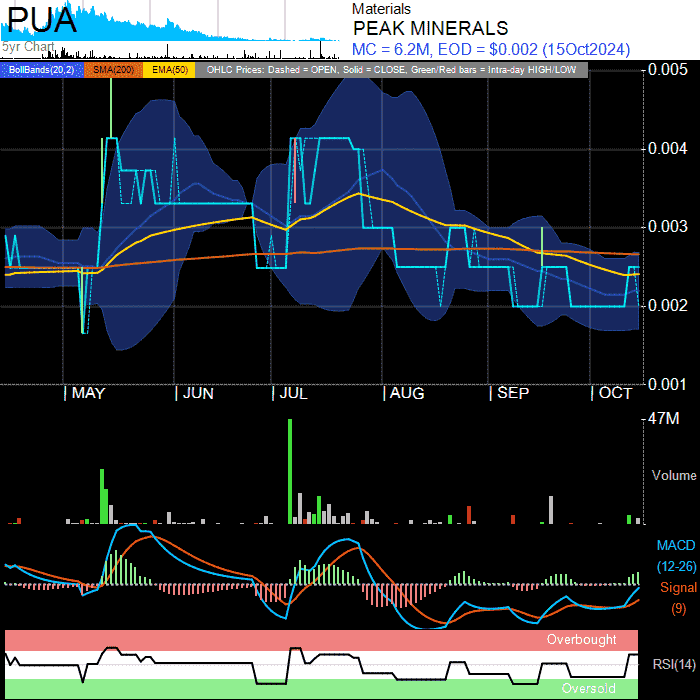 PUA
5yr Chart
Materials
PEAK MINERALS
MC = 6.2M, EOD = $0.002 (15Oct2024)
BollBands(20,2) SMA(200) EMA(50) OHLC Prices: Dashed = OPEN, Solid = CLOSE, Green/Red bars = Intra-day HIGH/LOW
0.005
0.004
0.003
0.002
0.001
MAY JUN JUL AUG SEP OCT
47M
Volume
MACD
(12-26)
Signal
(9)
Overbought
RSI(14)
Oversold